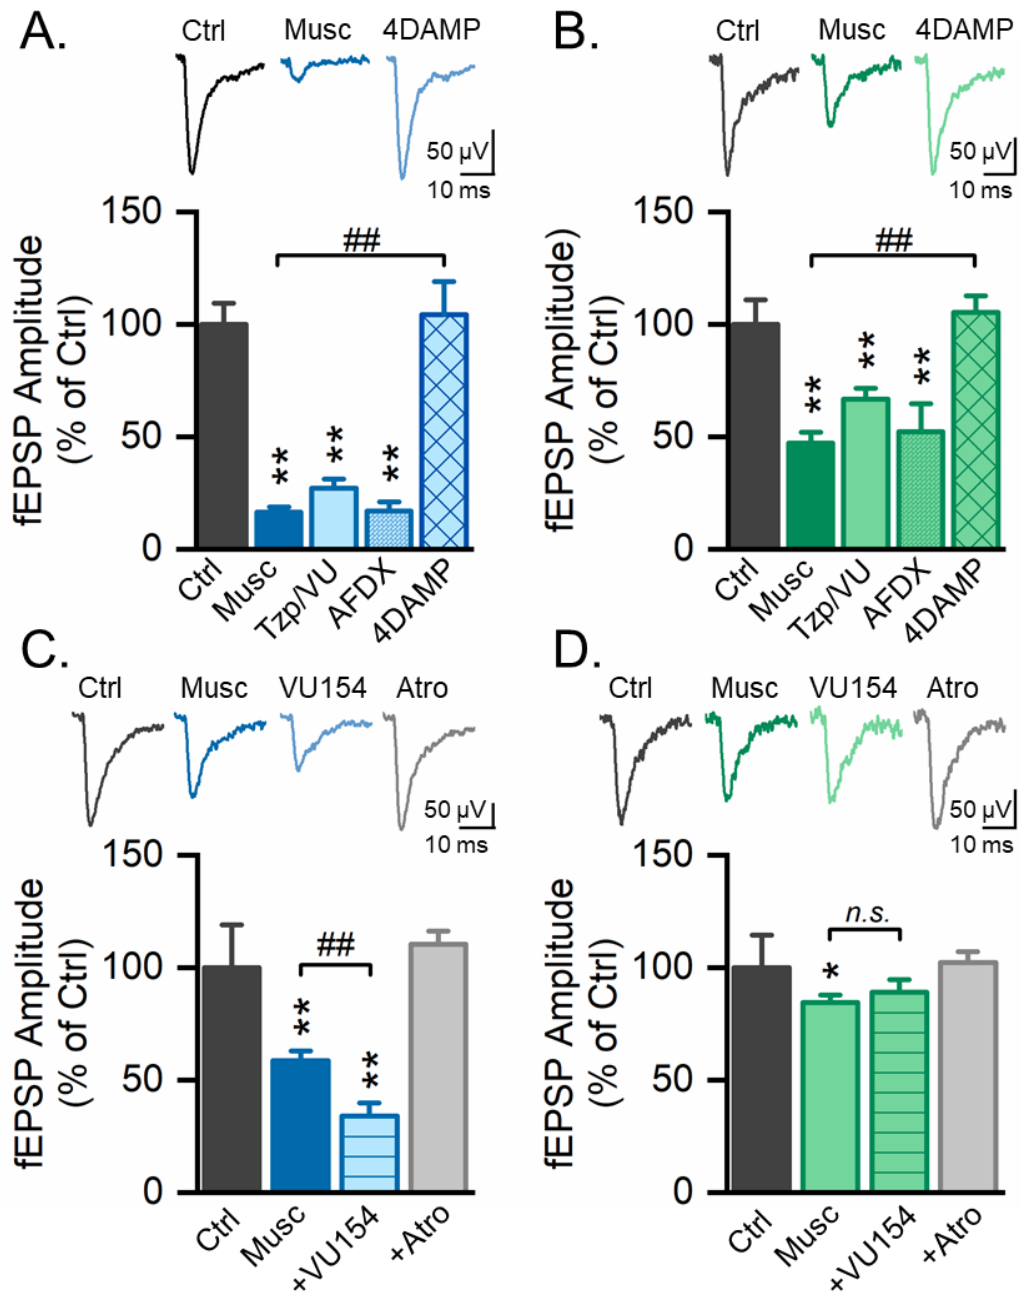 A.
Ctrl Musc 4DAMP
50 µV
10 ms
fEPSP Amplitude
(% of Ctrl)
150
100
50
0
##
**
**
**
Ctrl
Musc
Tzp/VU
AFDX
4DAMP
B.
Ctrl Musc 4DAMP
50 µV
10 ms
fEPSP Amplitude)
(% of Ctrl)
150
100
50
0
##
**
**
**
Ctrl
Musc
Tzp/VU
AFDX
4DAMP
C.
Ctrl Musc VU154 Atro
50 µV
10 ms
fEPSP Amplitude
(% of Ctrl)
150
100
50
0
##
**
**
Ctrl
Musc
+VU154
+Atro
D.
Ctrl Musc VU154 Atro
50 µV
10 ms
fEPSP Amplitude
(% of Ctrl)
150
100
50
0
n.s.
*
Ctrl
Musc
+VU154
+Atro